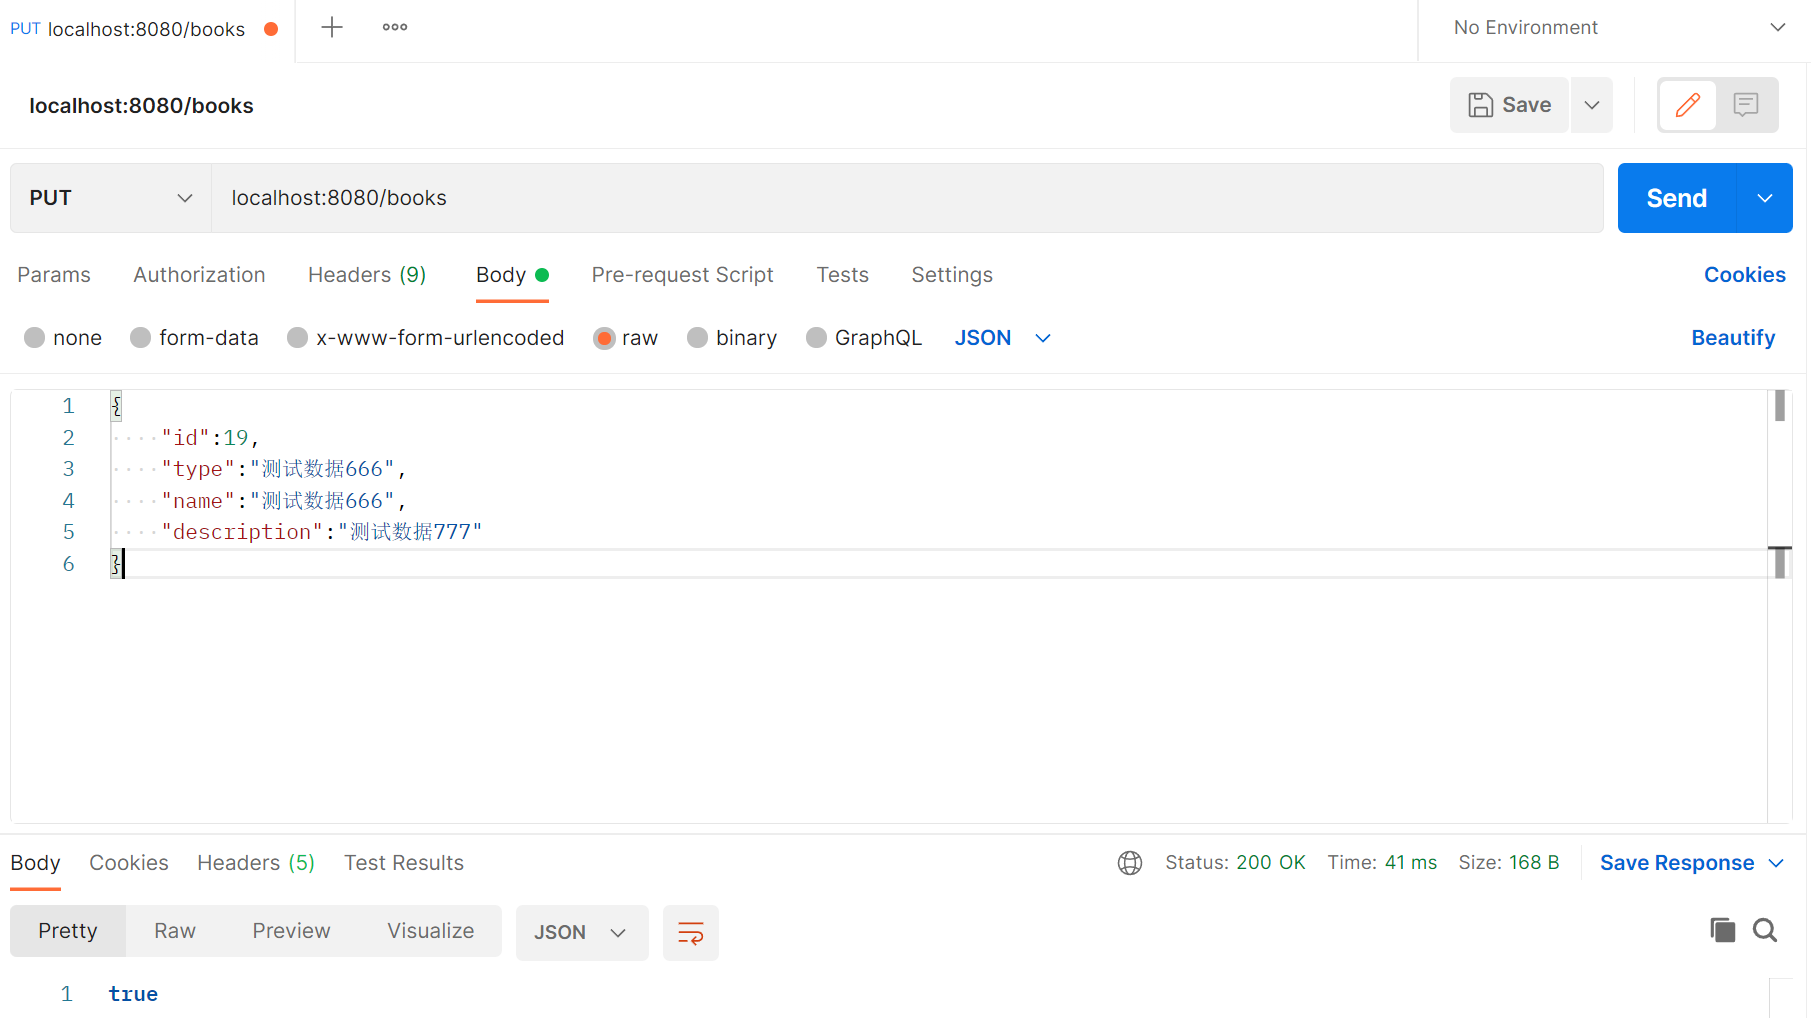 PUT localhost:8080/books No Environment
localhost:8080/books Save
PUT localhost:8080/books Send
Params Authorization Headers (9) Body Pre-request Script Tests Settings Cookies
none form-data x-www-form-urlencoded raw binary GraphQL JSON Beautify
1 {
2 "id":19,
3 "type":"测试数据666",
4 "name":"测试数据666",
5 "description":"测试数据777"
6 }
Body Cookies Headers (5) Test Results Status: 200 OK Time: 41 ms Size: 168 B Save Response
Pretty Raw Preview Visualize JSON
1 true